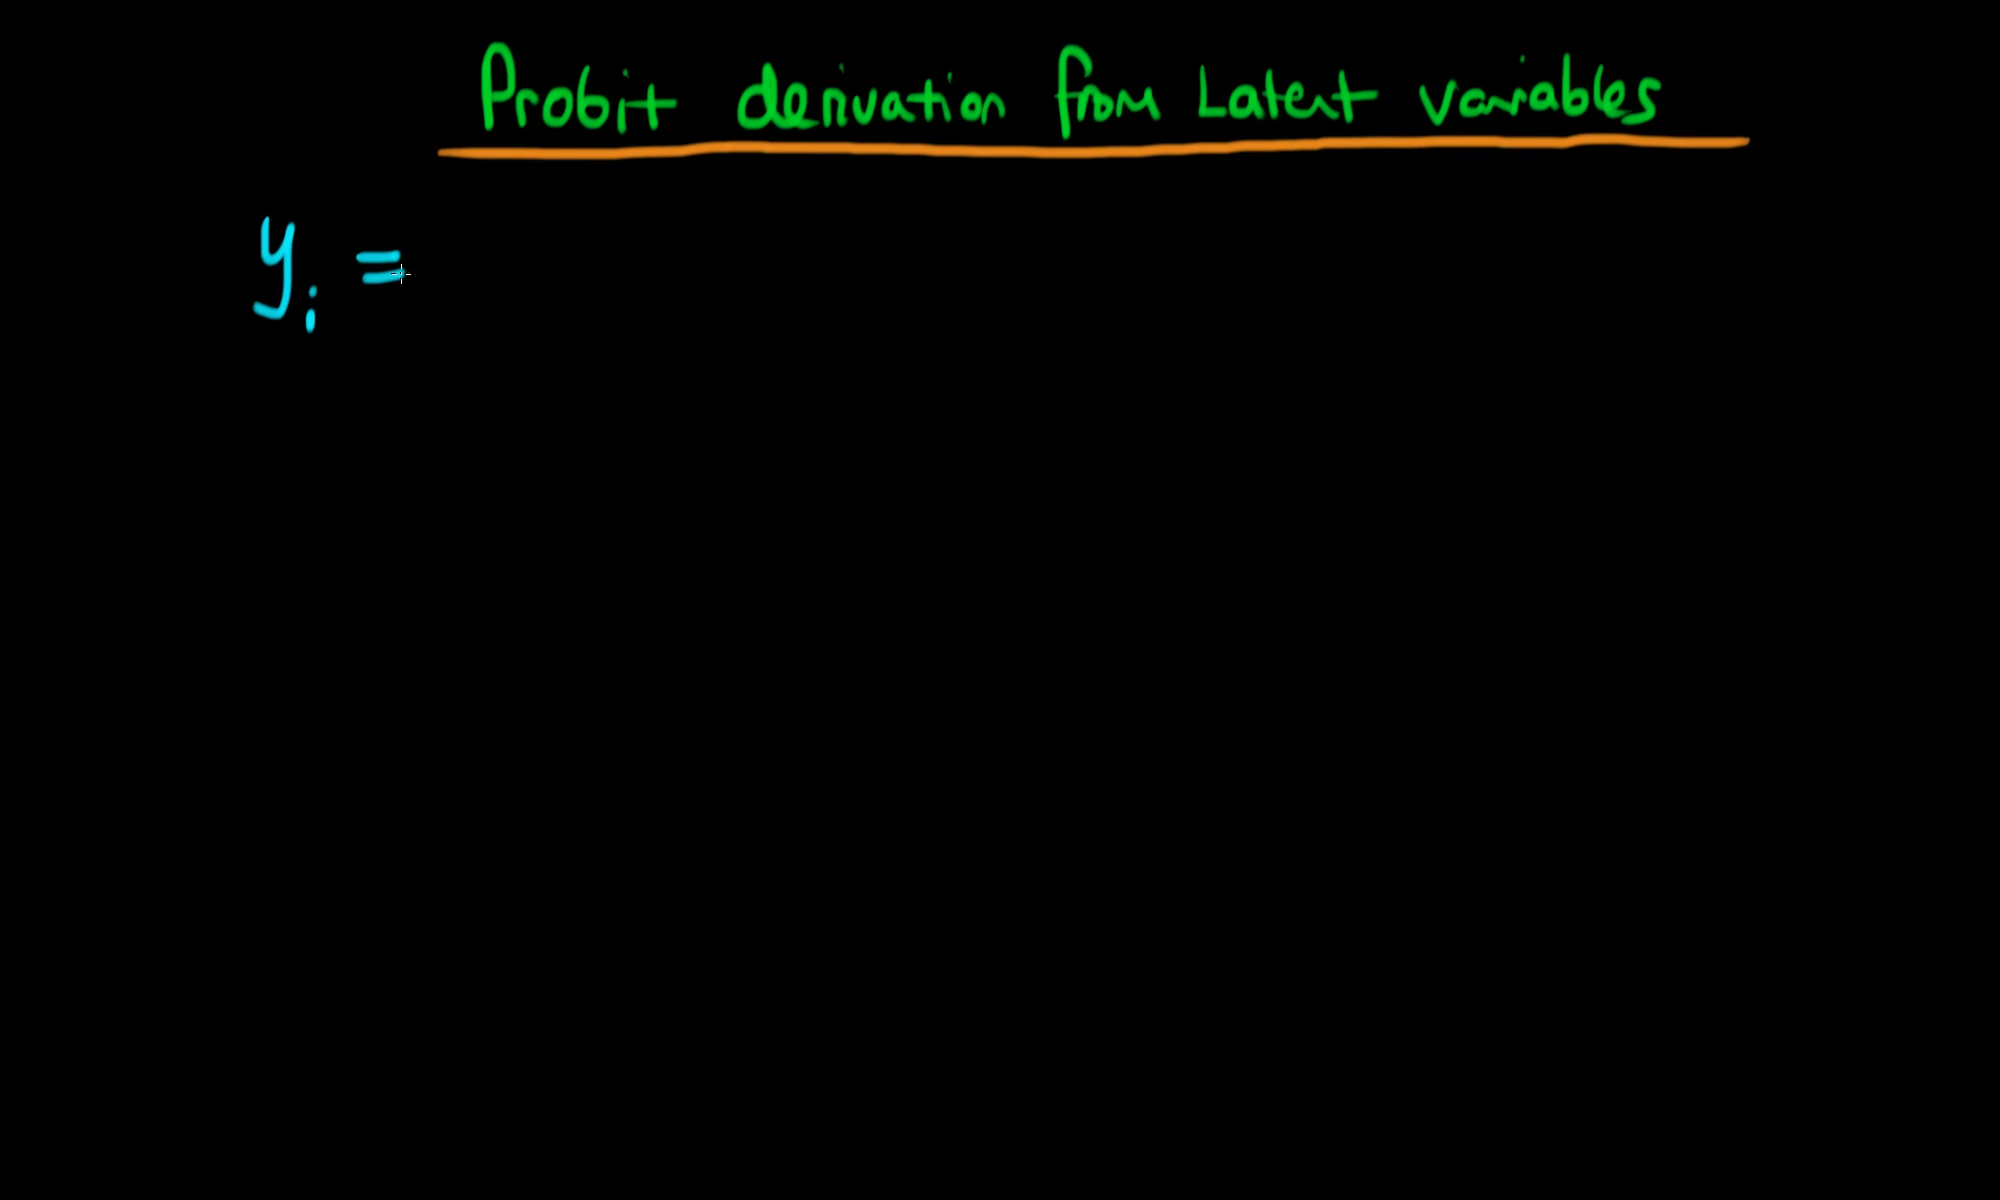 Probit derivation from Latent variables
yᵢ =